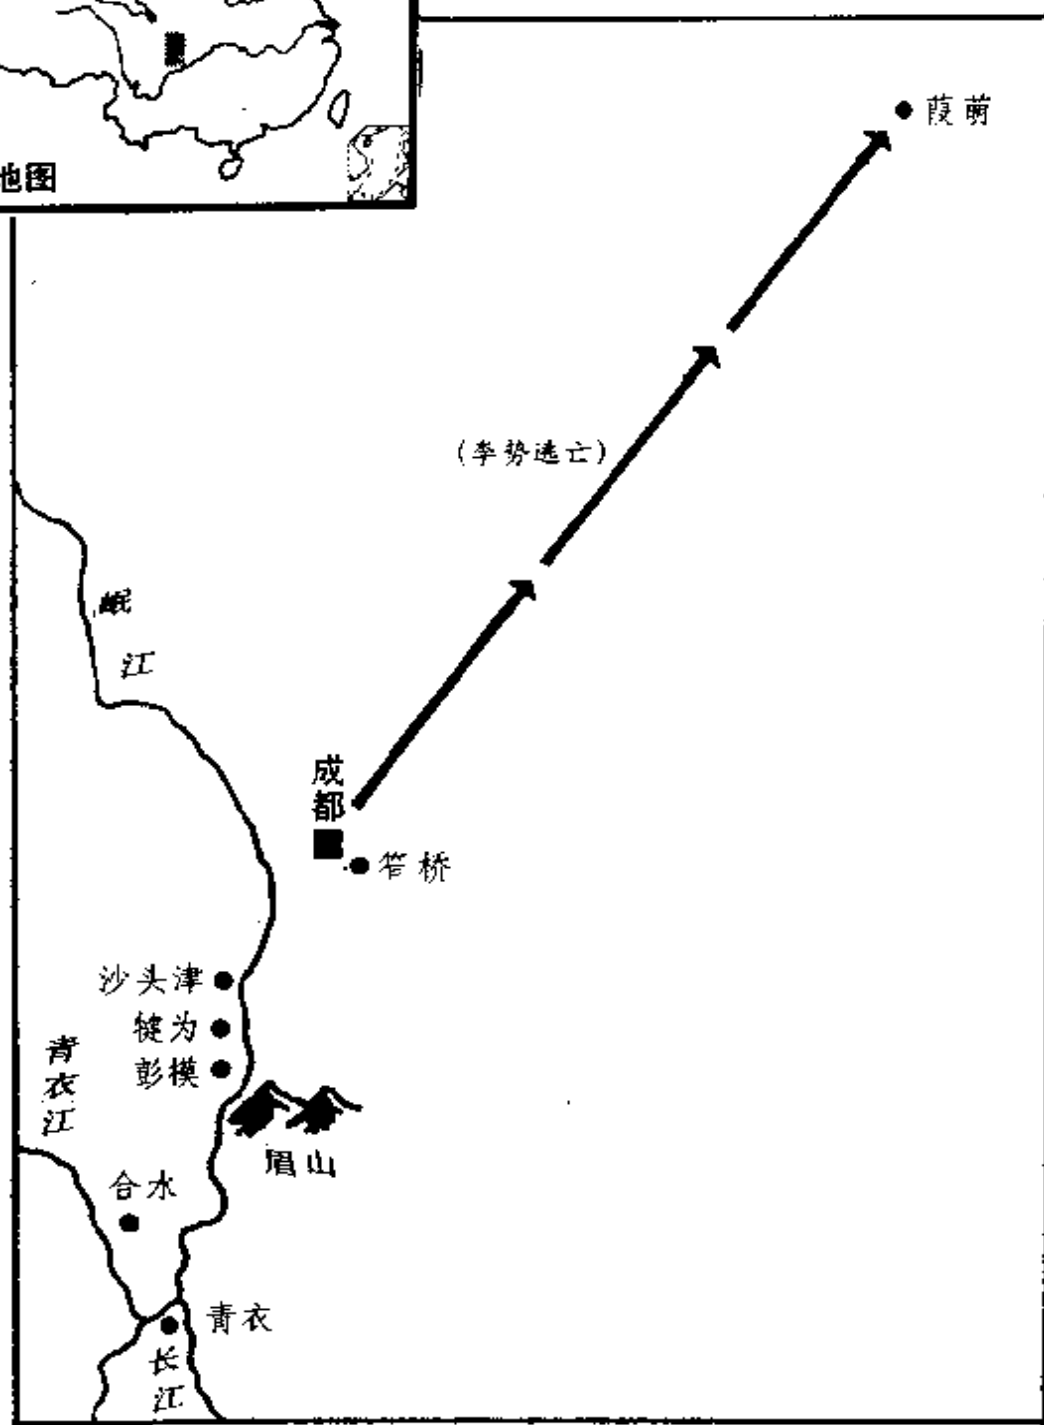 地图
葭萌
(李势逃亡)
岷江
成都
笮桥
沙头津
犍为
彭模
青衣江
眉山
合水
青衣
长江